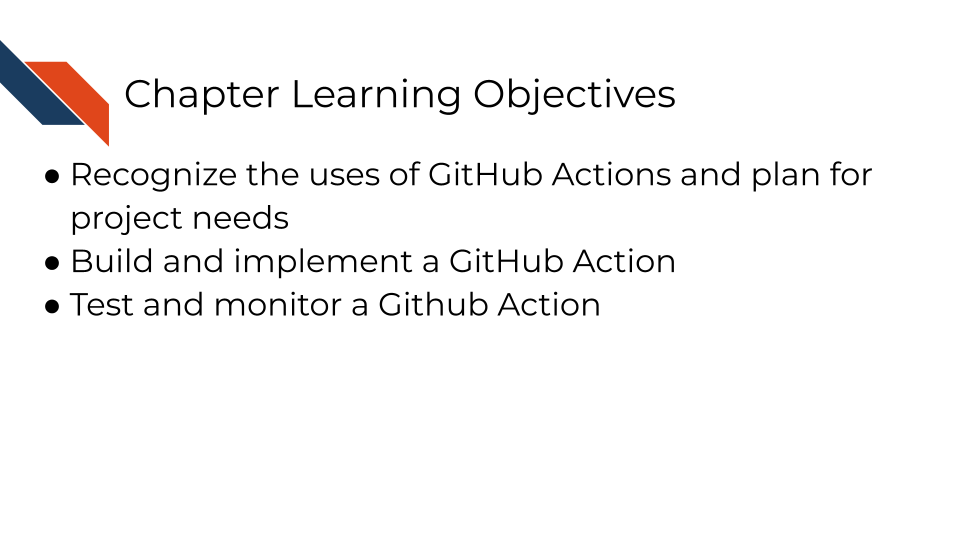 Chapter Learning Objectives
● Recognize the uses of GitHub Actions and plan for
project needs
● Build and implement a GitHub Action
● Test and monitor a Github Action